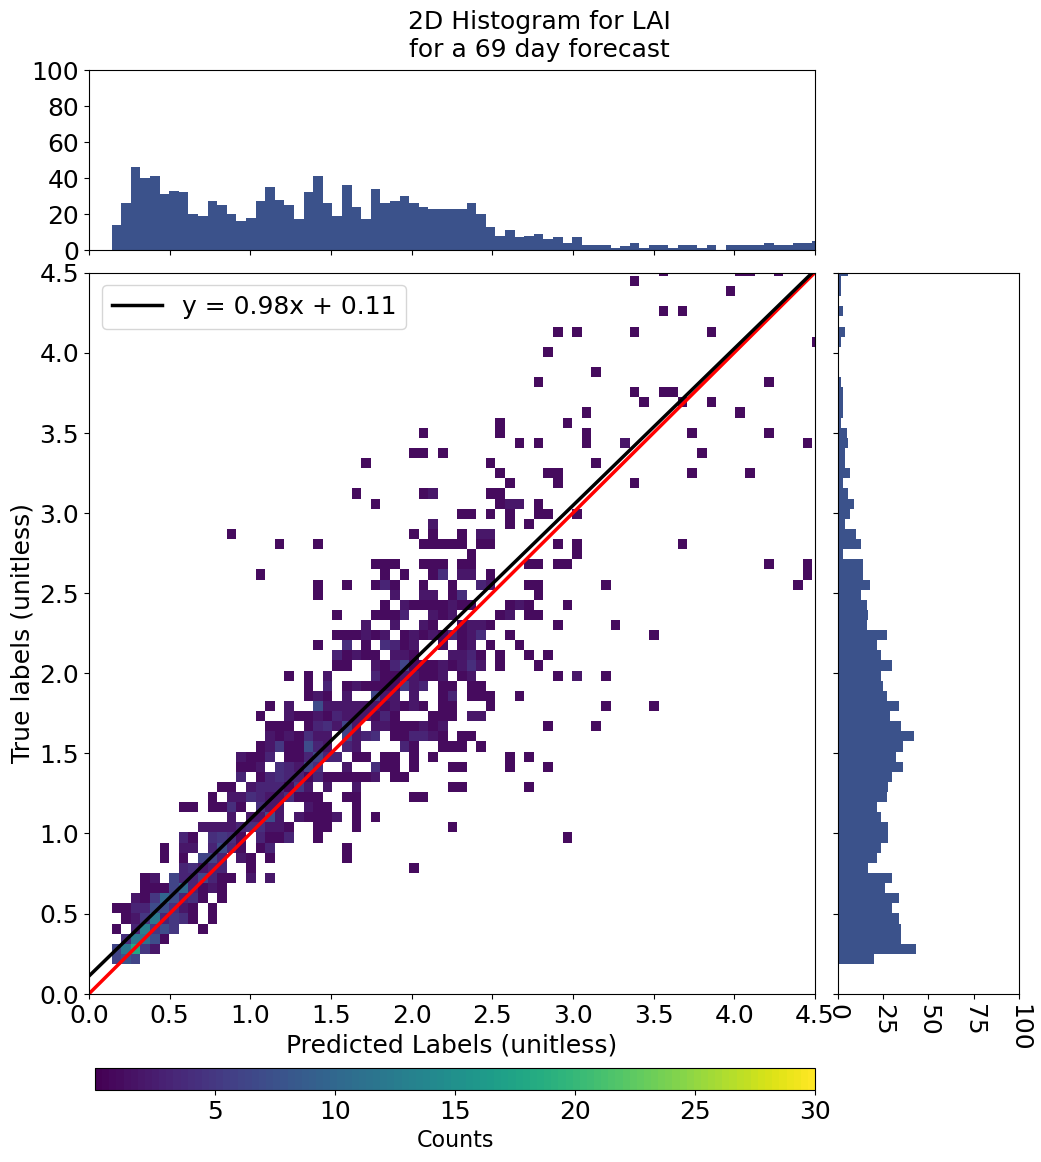 2D Histogram for LAI
for a 69 day forecast
100
80
60
40
20
0
4.5
4.0
3.5
3.0
2.5
2.0
1.5
1.0
0.5
0.0
True labels (unitless)
y = 0.98x + 0.11
0.0 0.5 1.0 1.5 2.0 2.5 3.0 3.5 4.0 4.5
Predicted Labels (unitless)
0 25 50 75 100
5 10 15 20 25 30
Counts